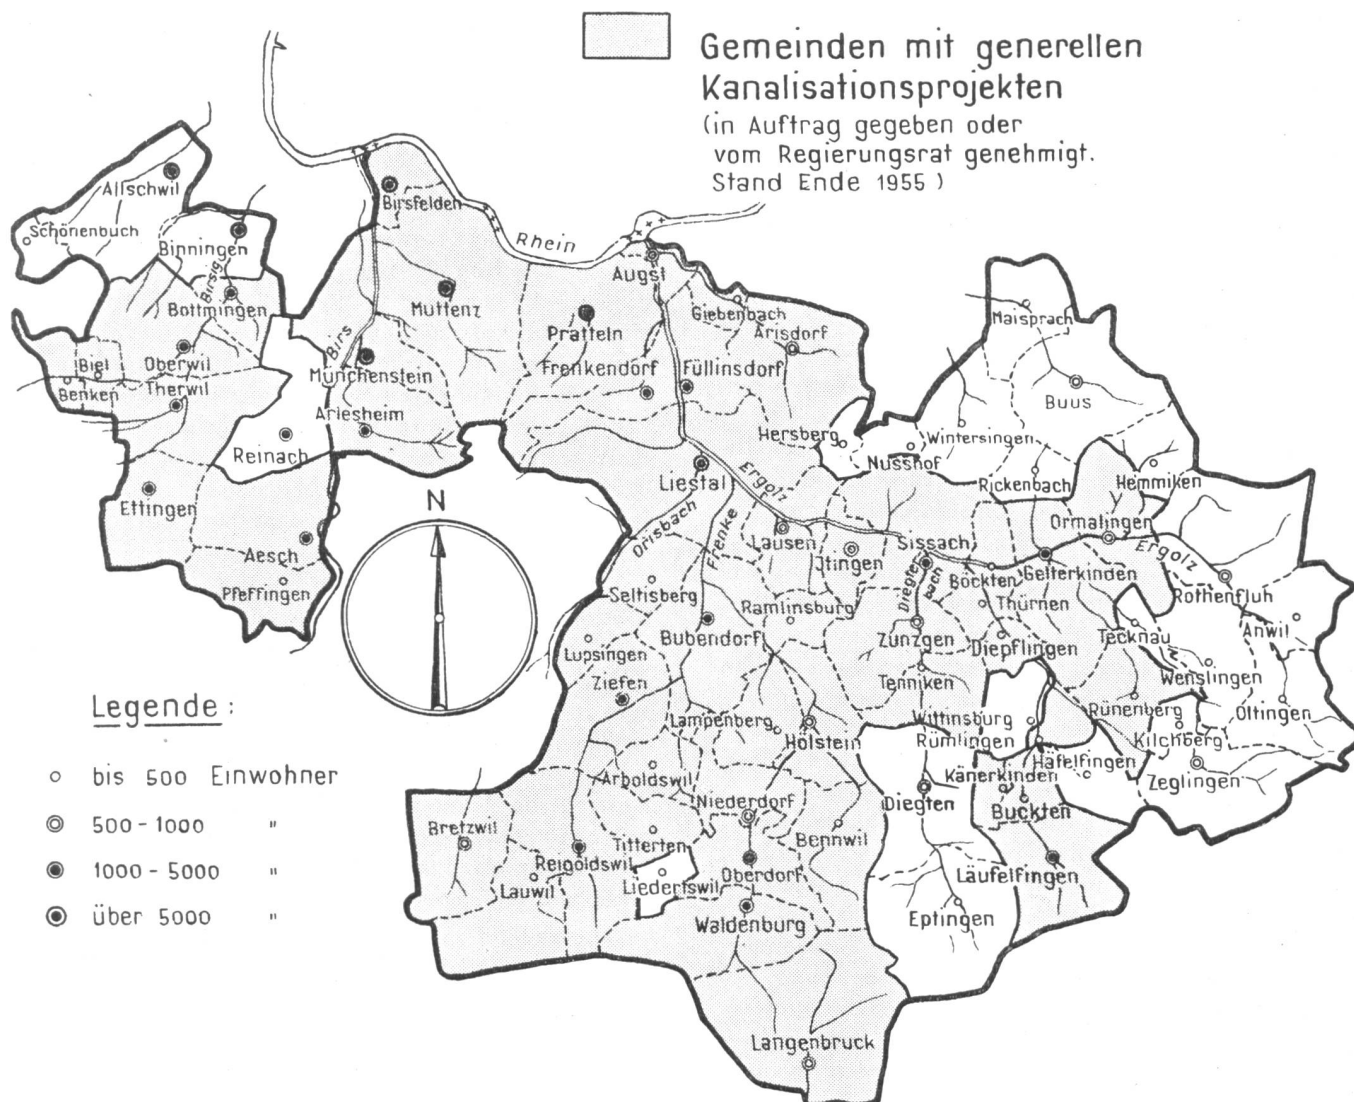 Gemeinden mit generellen
Kanalisationsprojekten
(in Auftrag gegeben oder
vom Regierungsrat genehmigt.
Stand Ende 1955)
Allschwil
Schönenbuch
Binningen
Birsig
Bottmingen
Biel
Benken
Oberwil
Therwil
Ettingen
Reinach
Aesch
Pfeffingen
Birsfelden
Rhein
Muttenz
Birs
Münchenstein
Arlesheim
Pratteln
Frenkendorf
Augst
Giebenbach
Arisdorf
Füllinsdorf
Hersberg
Nusshof
Maisprach
Buus
Wintersingen
Rickenbach
Hemmiken
Liestal
Ergolz
Orisbach
Frenke
Lausen
Jtingen
Sissach
Diegterbach
Böckten
Gelterkinden
Ormalingen
Ergolz
Rothenfluh
Anwil
Seltisberg
Bubendorf
Ramlinsburg
Zunzgen
Thürnen
Diepflingen
Tecknau
Wenslingen
Oltingen
Lupsingen
Ziefen
Tenniken
Wittinsburg
Rümlingen
Rünenberg
Kilchberg
Zeglingen
Lampenberg
Hölstein
Häfelfingen
Känerkinden
Buckten
Arboldswil
Niederdorf
Diegten
Bretzwil
Titterten
Reigoldswil
Lauwil
Liedertswil
Oberdorf
Bennwil
Läufelfingen
Waldenburg
Eptingen
Langenbruck
N
Legende:
bis 500 Einwohner
500-1000 "
1000-5000 "
über 5000 "